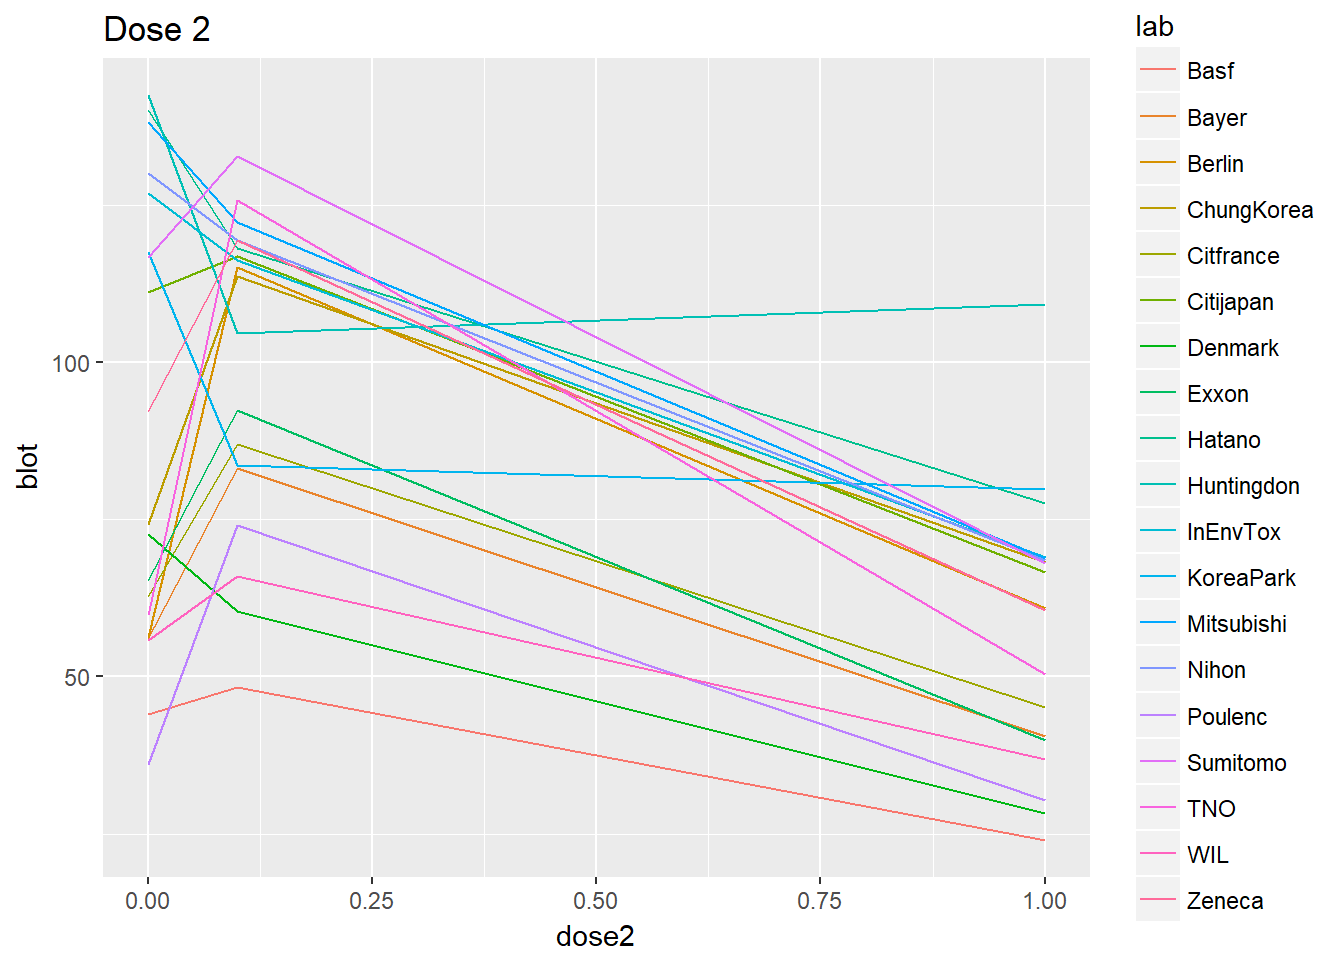 Dose 2
blot
100
50
0.00 0.25 0.50 0.75 1.00
dose2
lab
Basf
Bayer
Berlin
ChungKorea
Citfrance
Citijapan
Denmark
Exxon
Hatano
Huntingdon
InEnvTox
KoreaPark
Mitsubishi
Nihon
Poulenc
Sumitomo
TNO
WIL
Zeneca